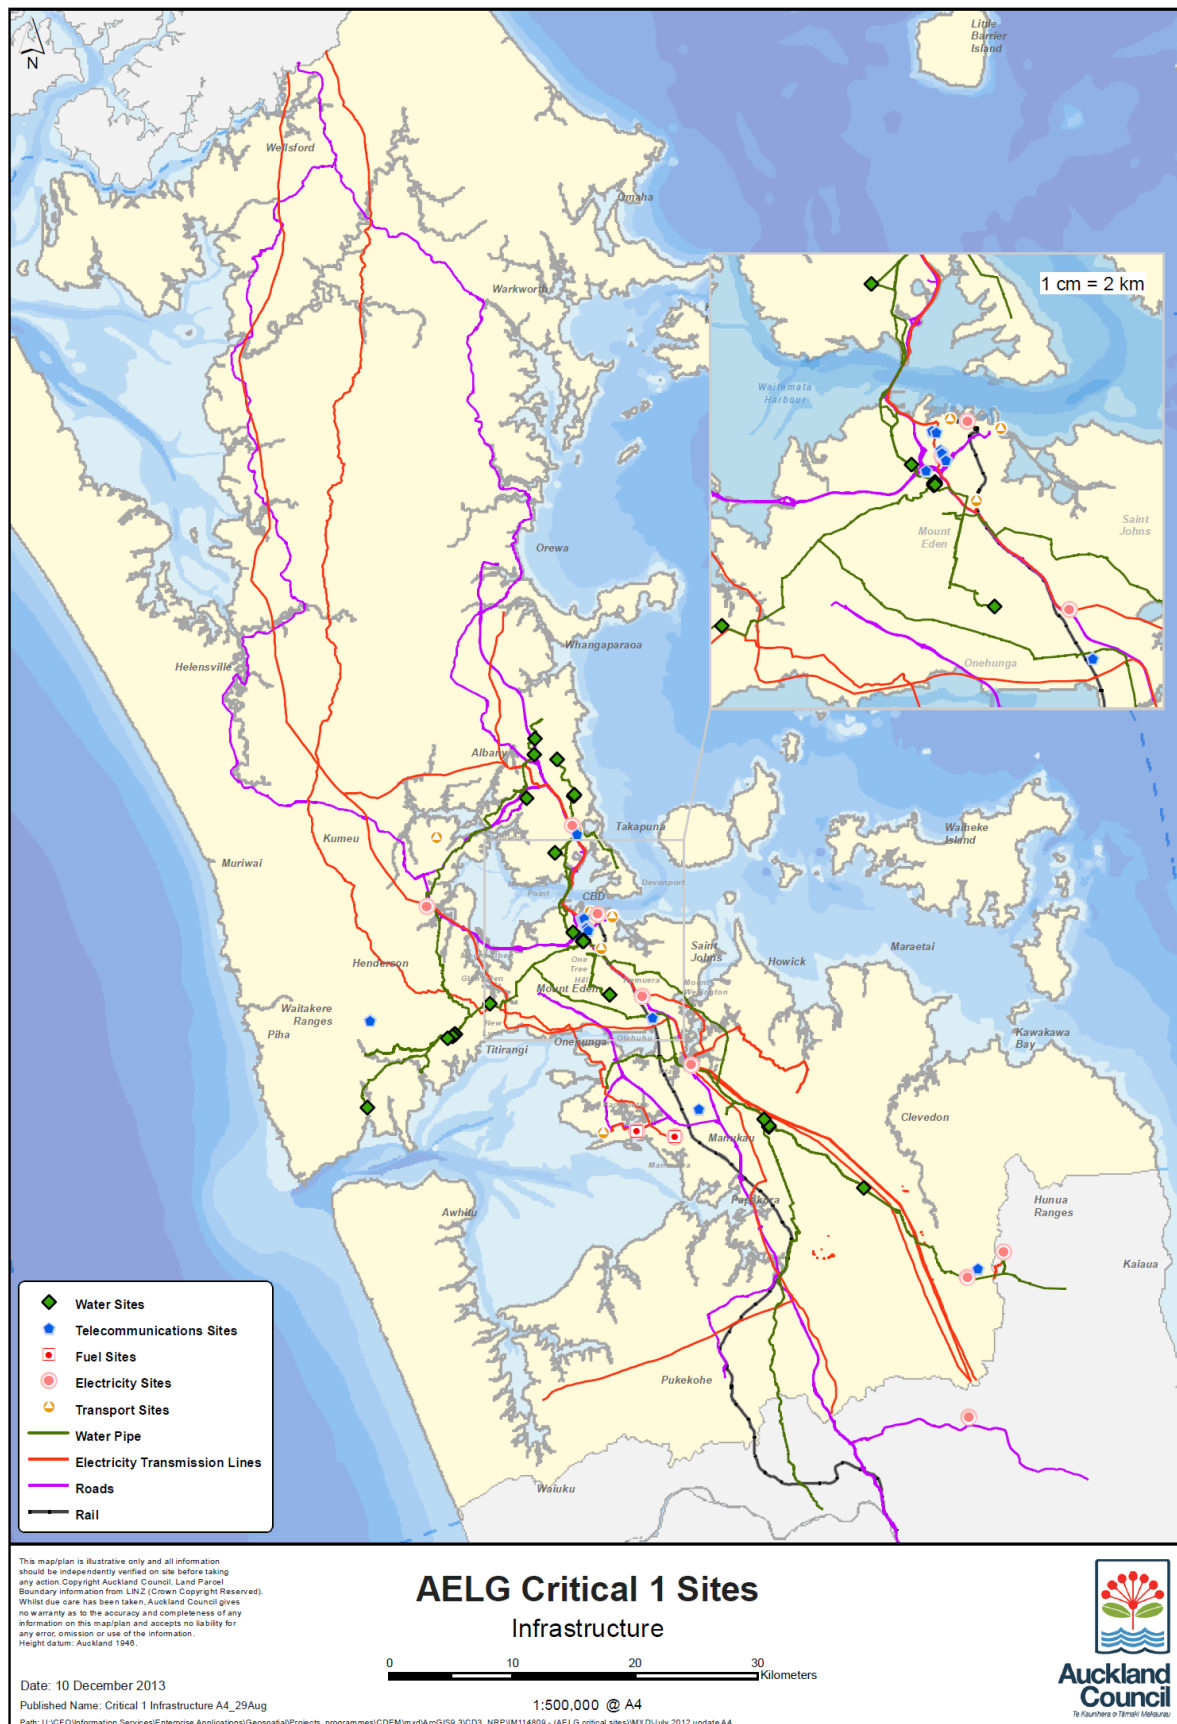 N
Little
Barrier
Island
Wellsford
Omaha
Warkworth
1 cm = 2 km
Waitemata
Harbour
Mount
Eden
Saint
Johns
Onehunga
Orewa
Whangaparaoa
Helensville
Albany
Kumeu
Takapuna
Waiheke
Island
Muriwai
Devonport
Point
CBD
Henderson
Saint
Johns
Howick
Maraetai
One
Tree
Hill
Mount Eden
Remuera
Mount
Wellington
Waitakere
Ranges
Piha
New
Lynn
Titirangi
Onehunga
Otahuhu
Kawakawa
Bay
Clevedon
Manukau
Manurewa
Papakura
Awhitu
Hunua
Ranges
Kaiaua
Pukekohe
Waiuku
Water Sites
Telecommunications Sites
Fuel Sites
Electricity Sites
Transport Sites
Water Pipe
Electricity Transmission Lines
Roads
Rail
This map/plan is illustrative only and all information
should be independently verified on site before taking
any action.Copyright Auckland Council. Land Parcel
Boundary information from LINZ (Crown Copyright Reserved).
Whilst due care has been taken, Auckland Council gives
no warranty as to the accuracy and completeness of any
information on this map/plan and accepts no liability for
any error, omission or use of the information.
Height datum: Auckland 1946.
Date: 10 December 2013
Published Name: Critical 1 Infrastructure A4_29Aug
AELG Critical 1 Sites
Infrastructure
0 10 20 30
Kilometers
1:500,000 @ A4
Auckland
Council
Te Kaunihera o Tāmaki Makaurau